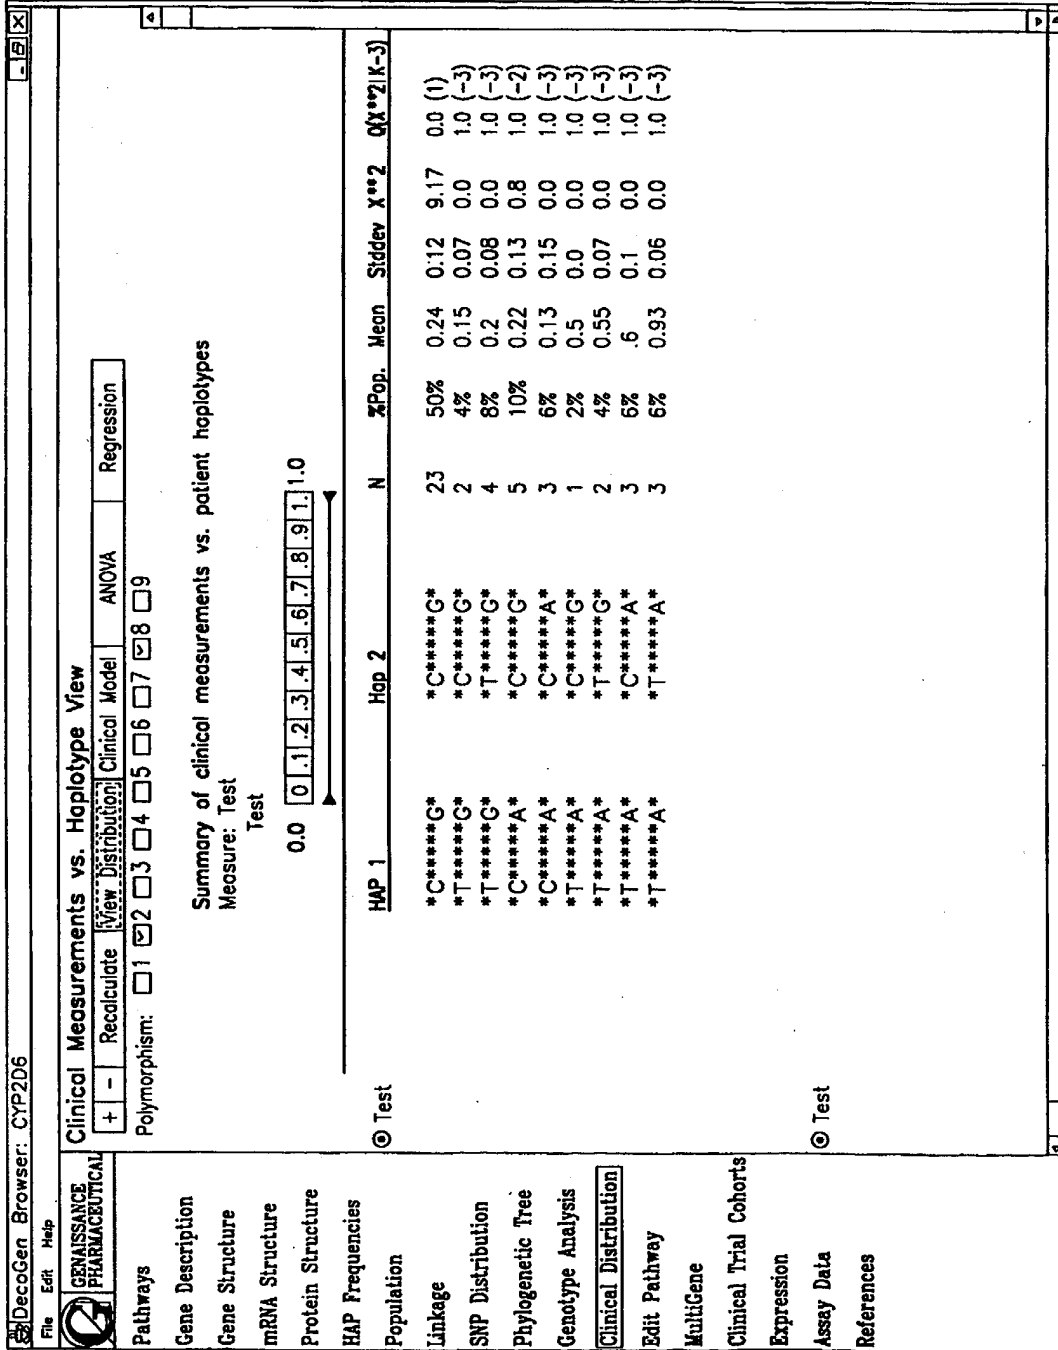 DecoGen Browser: CYP2D6
File Edit Help
GENAISSANCE
PHARMACEUTICAL
Pathways
Gene Description
Gene Structure
mRNA Structure
Protein Structure
HAP Frequencies
Population
Linkage
SNP Distribution
Phylogenetic Tree
Genotype Analysis
Clinical Distribution
Edit Pathway
MultiGene
Clinical Trial Cohorts
Expression
Assay Data
References
Clinical Measurements vs. Haplotype View
+ - Recalculate View Distribution Clinical Model ANOVA Regression
Polymorphism: 1 2 3 4 5 6 7 8 9
Summary of clinical measurements vs. patient haplotypes
Measure: Test
Test
0.0 0 .1 .2 .3 .4 .5 .6 .7 .8 .9 1. 1.0
HAP 1 Hap 2 N %Pop. Mean Stddev X**2 Q(X**2|K-3)
Test
*C*****G* *C*****G* 23 50% 0.24 0.12 9.17 0.0 (1)
*T*****G* *C*****G* 2 4% 0.15 0.07 0.0 1.0 (-3)
*T*****G* *T*****G* 4 8% 0.2 0.08 0.0 1.0 (-3)
*C*****A* *C*****G* 5 10% 0.22 0.13 0.8 1.0 (-2)
*C*****A* *C*****A* 3 6% 0.13 0.15 0.0 1.0 (-3)
*T*****A* *C*****G* 1 2% 0.5 0.0 0.0 1.0 (-3)
*T*****A* *T*****G* 2 4% 0.55 0.07 0.0 1.0 (-3)
*T*****A* *C*****A* 3 6% .6 0.1 0.0 1.0 (-3)
*T*****A* *T*****A* 3 6% 0.93 0.06 0.0 1.0 (-3)
Test